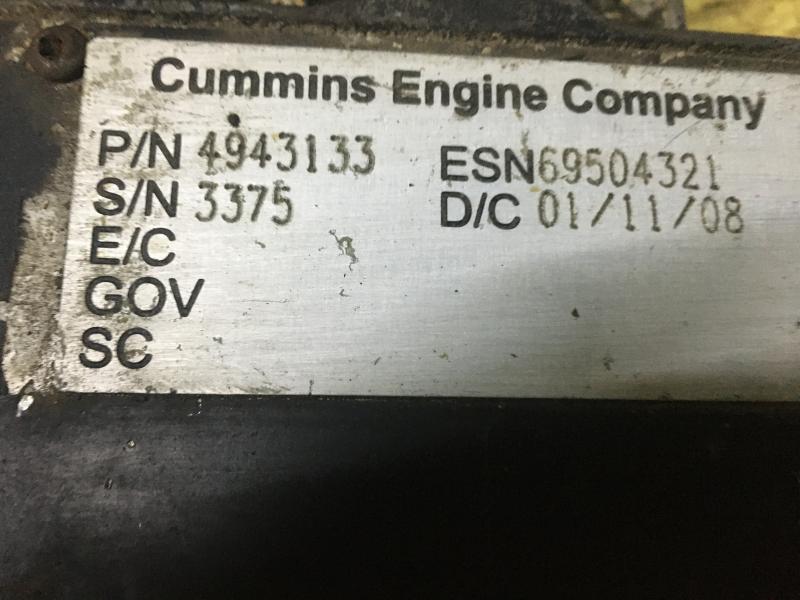 Cummins Engine Company
P/N 4943133 ESN69504321
S/N 3375 D/C 01/11/08
E/C
GOV
SC